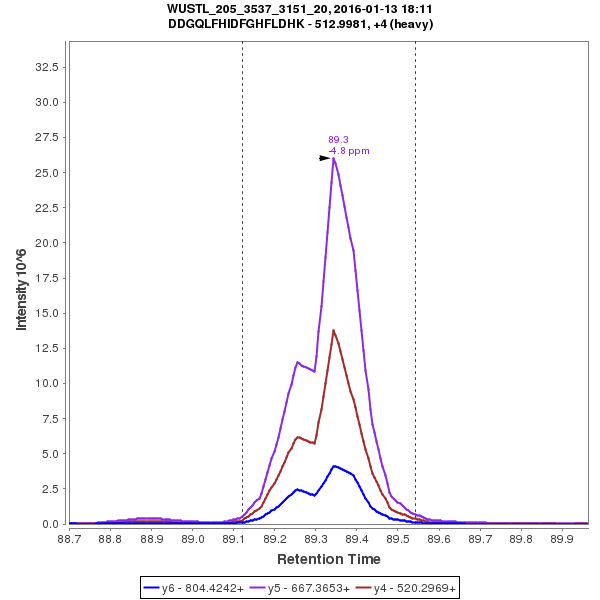 WUSTL_205_3537_3151_20, 2016-01-13 18:11
DDGQLFHIDFGHFLDHK - 512.9981, +4 (heavy)
Intensity 10^6
32.5
30.0
27.5
25.0
22.5
20.0
17.5
15.0
12.5
10.0
7.5
5.0
2.5
0.0
89.3
-4.8 ppm
88.7 88.8 88.9 89.0 89.1 89.2 89.3 89.4 89.5 89.6 89.7 89.8 89.9
Retention Time
y6 - 804.4242+ y5 - 667.3653+ y4 - 520.2969+